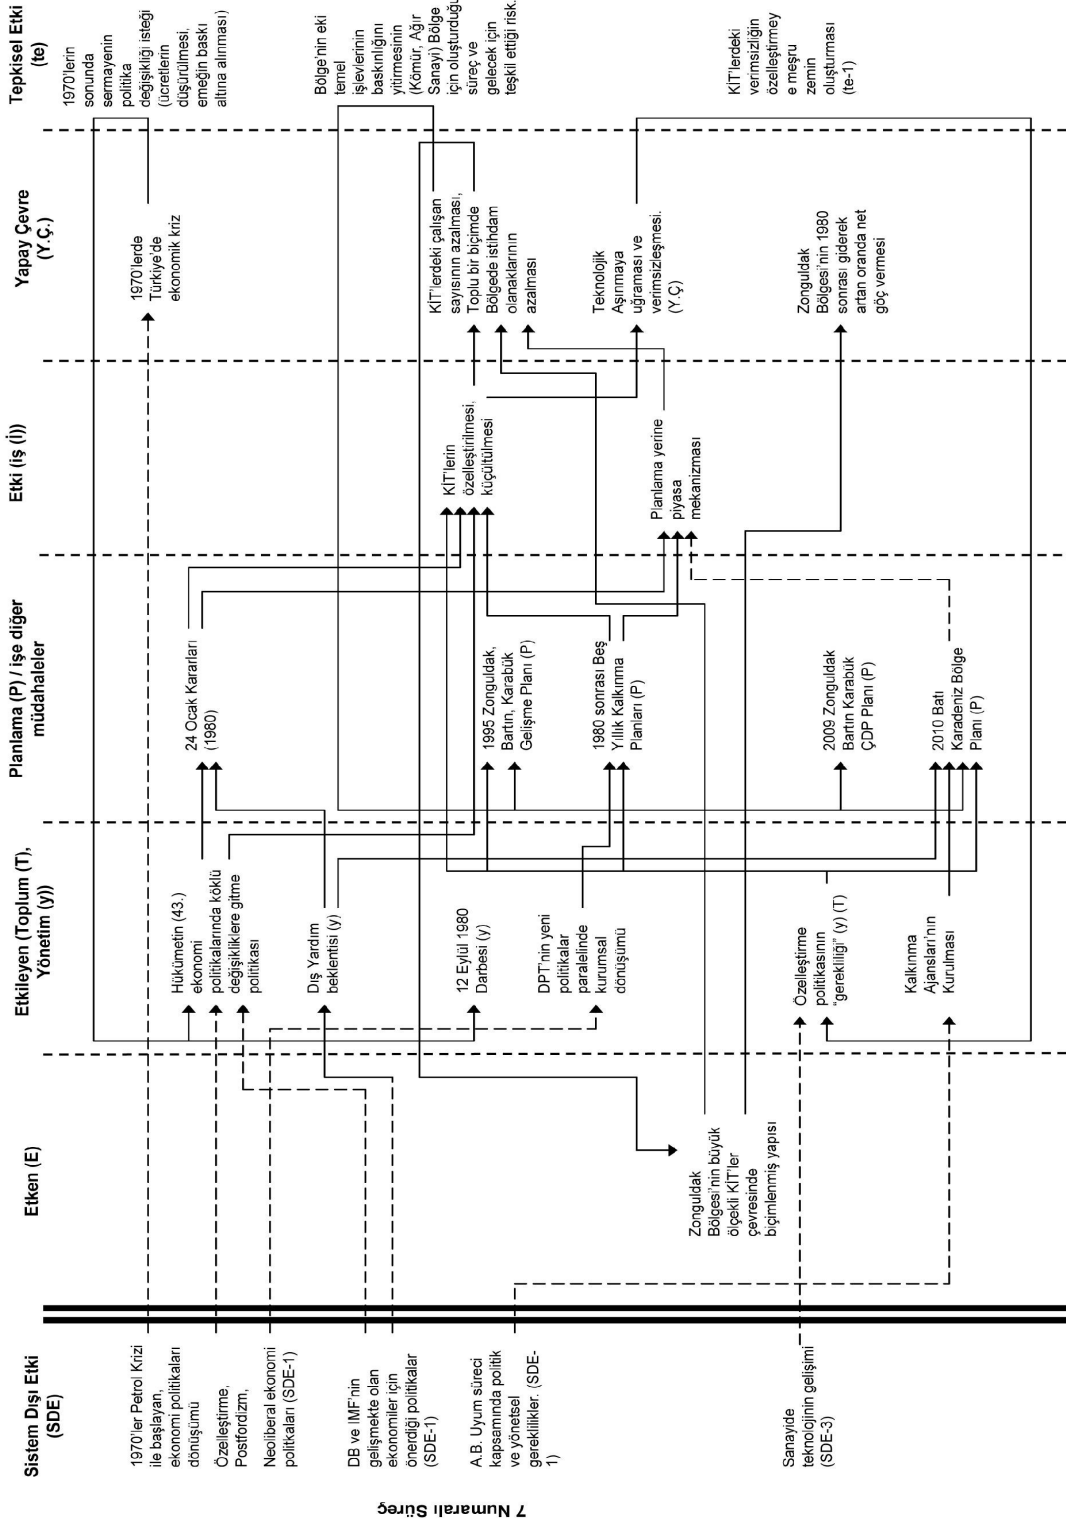 7 Numaralı Süreç
Sistem Dışı Etki
(SDE)
1970'ler Petrol Krizi
ile başlayan,
ekonomi politikaları
dönüşümü
Özelleştirme,
Postfordizm,
Neoliberal ekonomi
politkaları (SDE-1)
DB ve IMF'nin
gelişmekte olan
ekonomiler için
önerdiği politikalar
(SDE-1)
A.B. Uyum süreci
kapsamında politik
ve yönetsel
gereklilikler. (SDE-
1)
Sanayide
teknolojinin gelişimi
(SDE-3)
Etken (E)
Zonguldak
Bölgesi'nin büyük
ölçekli KİT'ler
çevresinde
biçimlenmiş yapısı
Etkileyen (Toplum (T),
Yönetim (y))
Hükümetin (43.)
ekonomi
politikalarında köklü
değişikliklere gitme
politikası
Dış Yardım
beklentisi (y)
12 Eylül 1980
Darbesi (y)
DPT'nin yeni
politikalar
paralelinde
kurumsal
dönüşümü
Özelleştirme
politikasının
"gerekliliği" (y) (T)
Kalkınma
Ajansları'nın
Kurulması
Planlama (P) / işe diğer
müdahaleler
24 Ocak Kararları
(1980)
1995 Zonguldak,
Bartın, Karabük
Gelişme Planı (P)
1980 sonrası Beş
Yıllık Kalkınma
Planları (P)
2009 Zonguldak
Bartın Karabük
ÇDP Planı (P)
2010 Batı
Karadeniz Bölge
Planı (P)
Etki (iş (İ))
KİT'lerin
özelleştirilmesi,
küçültülmesi
Planlama yerine
piyasa
mekanizması
Yapay Çevre
(Y.Ç.)
1970'lerde
Türkiye'de
ekonomik kriz
KİT'lerdeki çalışan
sayısının azalması,
Toplu bir biçimde
Bölgede istihdam
olanaklarının
azalması
Teknolojik
Aşınmaya
uğraması ve
verimsizleşmesi.
(Y.Ç)
Zonguldak
Bölgesi'nin 1980
sonrası giderek
artan oranda net
göç vermesi
Tepkisel Etki
(te)
1970'lerin
sonunda
sermayenin
politika
değişikliği isteği
(ücretlerin
düşürülmesi,
emeğin baskı
altına alınması)
Bölge'nin eki
temel
işlevlerinin
baskınlığını
yitirmesinin
(Kömür, Ağır
Sanayi) Bölge
için oluşturduğu
süreç ve
gelecek için
teşkil ettiği risk.
KİT'lerdeki
verimsizliğin
özelleştirmey
e meşru
zemin
oluşturması
(te-1)